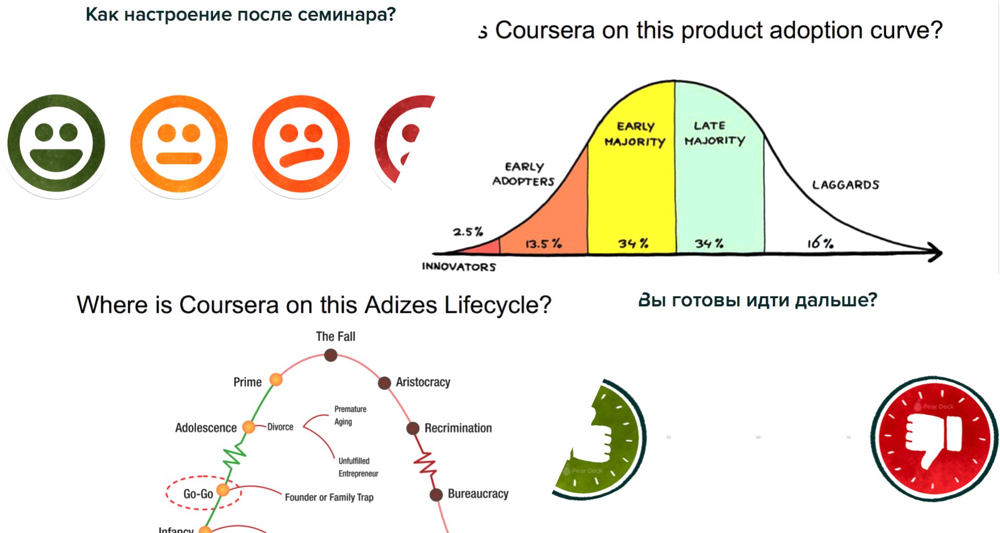 Как настроение после семинара?
s Coursera on this product adoption curve?
EARLY
MAJORITY
LATE
MAJORITY
EARLY
ADOPTERS
LAGGARDS
2.5%
13.5%
34%
34%
16%
INNOVATORS
Where is Coursera on this Adizes Lifecycle?
The Fall
Prime
Aristocracy
Premature
Aging
Adolescence
Divorce
Recrimination
Unfulfilled
Entrepreneur
Go-Go
Founder or Family Trap
Bureaucracy
Infancy
Вы готовы идти дальше?
Pear Deck
Pear Deck